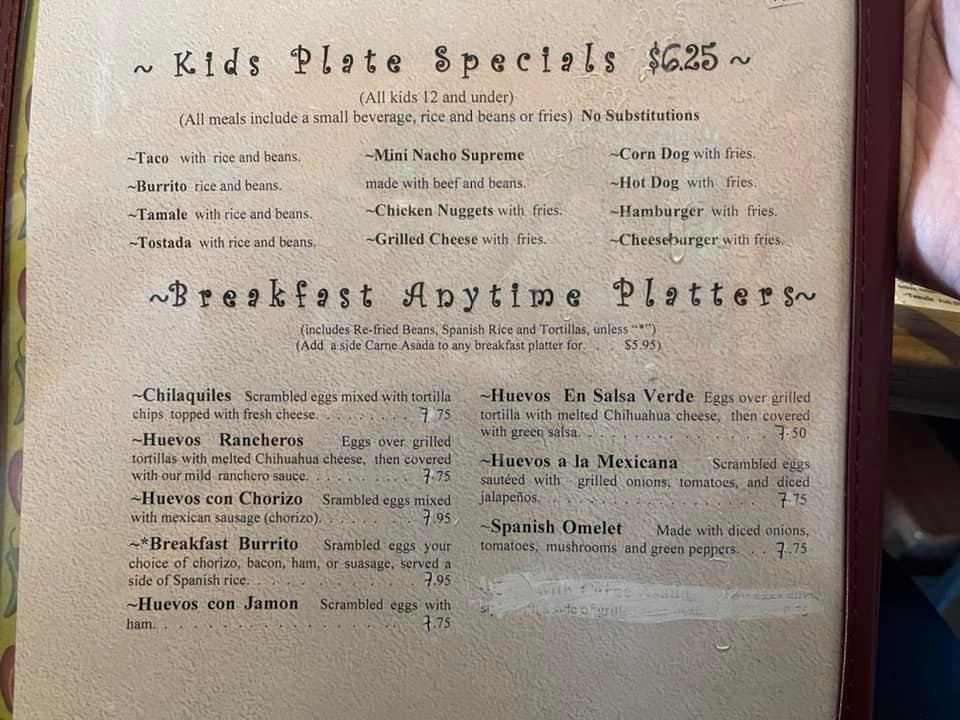 ~ Kids Plate Specials $6.25 ~
(All kids 12 and under)
(All meals include a small beverage, rice and beans or fries) No Substitutions
~Taco with rice and beans.
~Burrito rice and beans.
~Tamale with rice and beans.
~Tostada with rice and beans.
~Mini Nacho Supreme
made with beef and beans.
~Chicken Nuggets with fries.
~Grilled Cheese with fries.
~Corn Dog with fries.
~Hot Dog with fries.
~Hamburger with fries.
~Cheeseburger with fries.
~Breakfast Anytime Platters~
(includes Re-fried Beans, Spanish Rice and Tortillas, unless "*")
(Add a side Carne Asada to any breakfast platter for. . . $5.95)
~Chilaquiles Scrambled eggs mixed with tortilla
chips topped with fresh cheese. . . . . . . . . 7.75
~Huevos Rancheros Eggs over grilled
tortillas with melted Chihuahua cheese, then covered
with our mild ranchero sauce. . . . . . . . . 7.75
~Huevos con Chorizo Srambled eggs mixed
with mexican sausage (chorizo). . . . . . . . 7.95
~*Breakfast Burrito Srambled eggs your
choice of chorizo, bacon, ham, or suasage, served a
side of Spanish rice. . . . . . . . . . . . . 7.95
~Huevos con Jamon Scrambled eggs with
ham. . . . . . . . . . . . . . . . . . . 7.75
~Huevos En Salsa Verde Eggs over grilled
tortilla with melted Chihuahua cheese, then covered
with green salsa. . . . . . . . . . . . . . . 7.50
~Huevos a la Mexicana Scrambled eggs
sautéed with grilled onions, tomatoes, and diced
jalapeños. . . . . . . . . . . . . . . . . . 7.75
~Spanish Omelet Made with diced onions,
tomatoes, mushrooms and green peppers. . . 7.75
with Carne Asada
a side of